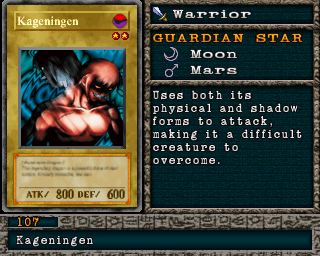 Kageningen
ATK/ 800 DEF/ 600
Warrior
GUARDIAN STAR
Moon
Mars
Uses both its
physical and shadow
forms to attack,
making it a difficult
creature to
overcome.
107
Kageningen